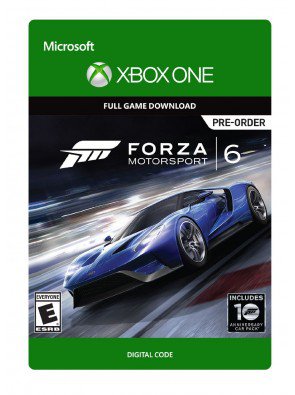 Microsoft
XBOX ONE
FULL GAME DOWNLOAD
PRE-ORDER
FORZA
MOTORSPORT
6
EVERYONE
E
ESRB
INCLUDES
10
ANNIVERSARY
CAR PACK*
DIGITAL CODE